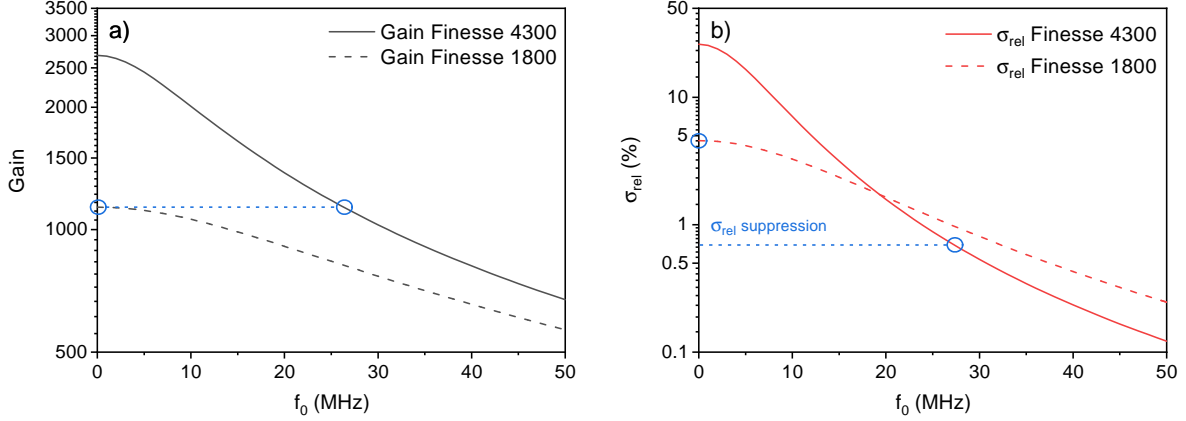 a)
Gain Finesse 4300
Gain Finesse 1800
3500
3000
2500
2000
1500
1000
500
Gain
0 10 20 30 40 50
f0 (MHz)
b)
σrel Finesse 4300
σrel Finesse 1800
50
10
5
1
0.5
0.1
σrel (%)
σrel suppression
0 10 20 30 40 50
f0 (MHz)